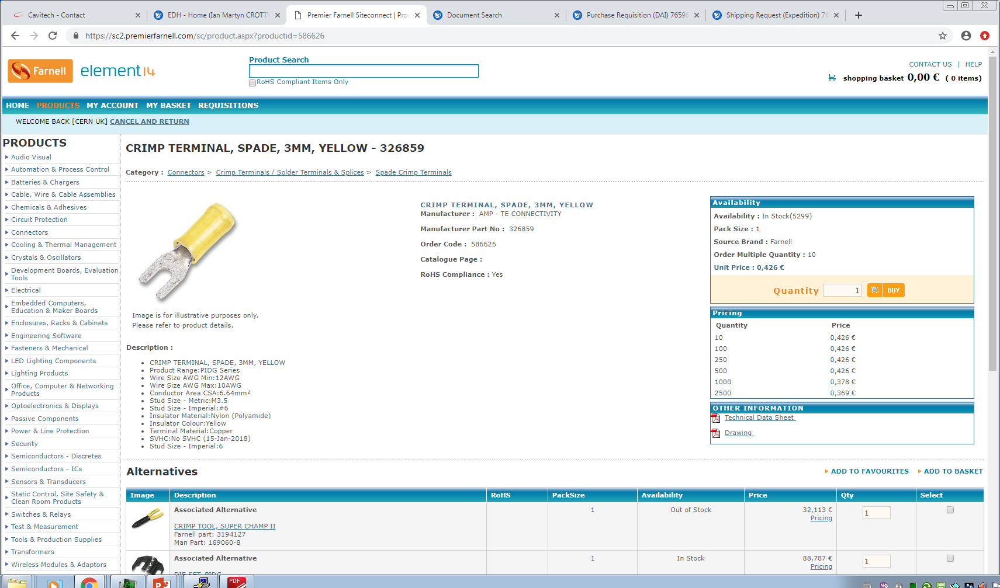 Cavitech - Contact
EDH - Home (Ian Martyn CROTTY
Premier Farnell Siteconnect | Pro
Document Search
Purchase Requisition (DAI) 7659
Shipping Request (Expedition) 76
https://sc2.premierfarnell.com/sc/product.aspx?productid=586626
Farnell
element14
Product Search
RoHS Compliant Items Only
CONTACT US | HELP
shopping basket 0,00 € ( 0 items)
HOME PRODUCTS MY ACCOUNT MY BASKET REQUISITIONS
WELCOME BACK [CERN UK] CANCEL AND RETURN
PRODUCTS
Audio Visual
Automation & Process Control
Batteries & Chargers
Cable, Wire & Cable Assemblies
Chemicals & Adhesives
Circuit Protection
Connectors
Cooling & Thermal Management
Crystals & Oscillators
Development Boards, Evaluation
Tools
Electrical
Embedded Computers,
Education & Maker Boards
Enclosures, Racks & Cabinets
Engineering Software
Fasteners & Mechanical
LED Lighting Components
Lighting Products
Office, Computer & Networking
Products
Optoelectronics & Displays
Passive Components
Power & Line Protection
Security
Semiconductors - Discretes
Semiconductors - ICs
Sensors & Transducers
Static Control, Site Safety &
Clean Room Products
Switches & Relays
Test & Measurement
Tools & Production Supplies
Transformers
Wireless Modules & Adaptors
CRIMP TERMINAL, SPADE, 3MM, YELLOW - 326859
Category : Connectors > Crimp Terminals / Solder Terminals & Splices > Spade Crimp Terminals
Image is for illustrative purposes only.
Please refer to product details.
CRIMP TERMINAL, SPADE, 3MM, YELLOW
Manufacturer : AMP - TE CONNECTIVITY
Manufacturer Part No : 326859
Order Code : 586626
Catalogue Page :
RoHS Compliance : Yes
Availability
Availability : In Stock(5299)
Pack Size : 1
Source Brand : Farnell
Order Multiple Quantity : 10
Unit Price : 0,426 €
Quantity 1 BUY
Pricing
Quantity Price
10 0,426 €
100 0,426 €
250 0,426 €
500 0,426 €
1000 0,378 €
2500 0,369 €
OTHER INFORMATION
Technical Data Sheet
Drawing
Description :
CRIMP TERMINAL, SPADE, 3MM, YELLOW
Product Range:PIDG Series
Wire Size AWG Min:12AWG
Wire Size AWG Max:10AWG
Conductor Area CSA:6.64mm²
Stud Size - Metric:M3.5
Stud Size - Imperial:#6
Insulator Material:Nylon (Polyamide)
Insulator Colour:Yellow
Terminal Material:Copper
SVHC:No SVHC (15-Jan-2018)
Stud Size - Imperial:6
Alternatives
ADD TO FAVOURITES ADD TO BASKET
Image Description RoHS PackSize Availability Price Qty Select
Associated Alternative 1 Out of Stock 32,113 € 1
Pricing
CRIMP TOOL, SUPER CHAMP II
Farnell part: 3194127
Man Part: 169060-8
Associated Alternative 1 In Stock 88,787 € 1
Pricing
DIE SET, PIDG
PDF